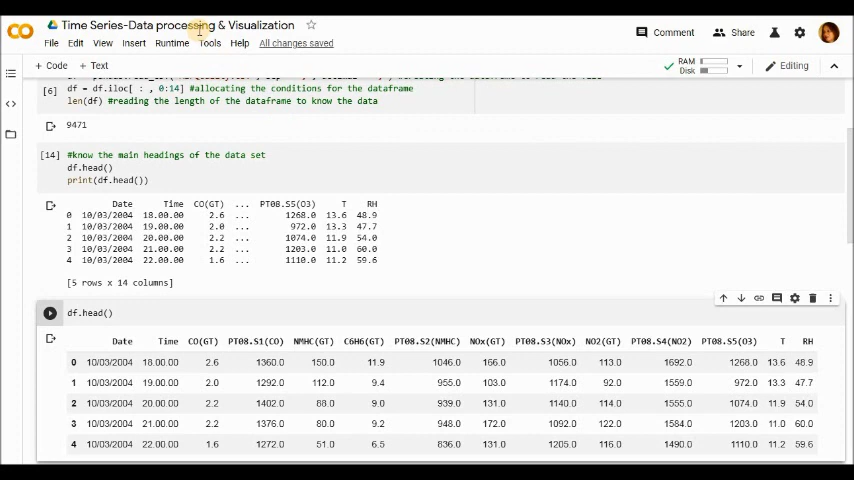 Time Series-Data processing & Visualization
Comment Share
File Edit View Insert Runtime Tools Help All changes saved
+ Code + Text RAM Disk Editing
[6] df = df.iloc[ : , 0:14] #allocating the conditions for the dataframe
len(df) #reading the length of the dataframe to know the data
9471
[14] #know the main headings of the data set
df.head()
print(df.head())
Date Time CO(GT) ... PT08.S5(O3) T RH
0 10/03/2004 18.00.00 2.6 ... 1268.0 13.6 48.9
1 10/03/2004 19.00.00 2.0 ... 972.0 13.3 47.7
2 10/03/2004 20.00.00 2.2 ... 1074.0 11.9 54.0
3 10/03/2004 21.00.00 2.2 ... 1203.0 11.0 60.0
4 10/03/2004 22.00.00 1.6 ... 1110.0 11.2 59.6
[5 rows x 14 columns]
df.head()
Date Time CO(GT) PT08.S1(CO) NMHC(GT) C6H6(GT) PT08.S2(NMHC) NOx(GT) PT08.S3(NOx) NO2(GT) PT08.S4(NO2) PT08.S5(O3) T RH
0 10/03/2004 18.00.00 2.6 1360.0 150.0 11.9 1046.0 166.0 1056.0 113.0 1692.0 1268.0 13.6 48.9
1 10/03/2004 19.00.00 2.0 1292.0 112.0 9.4 955.0 103.0 1174.0 92.0 1559.0 972.0 13.3 47.7
2 10/03/2004 20.00.00 2.2 1402.0 88.0 9.0 939.0 131.0 1140.0 114.0 1555.0 1074.0 11.9 54.0
3 10/03/2004 21.00.00 2.2 1376.0 80.0 9.2 948.0 172.0 1092.0 122.0 1584.0 1203.0 11.0 60.0
4 10/03/2004 22.00.00 1.6 1272.0 51.0 6.5 836.0 131.0 1205.0 116.0 1490.0 1110.0 11.2 59.6